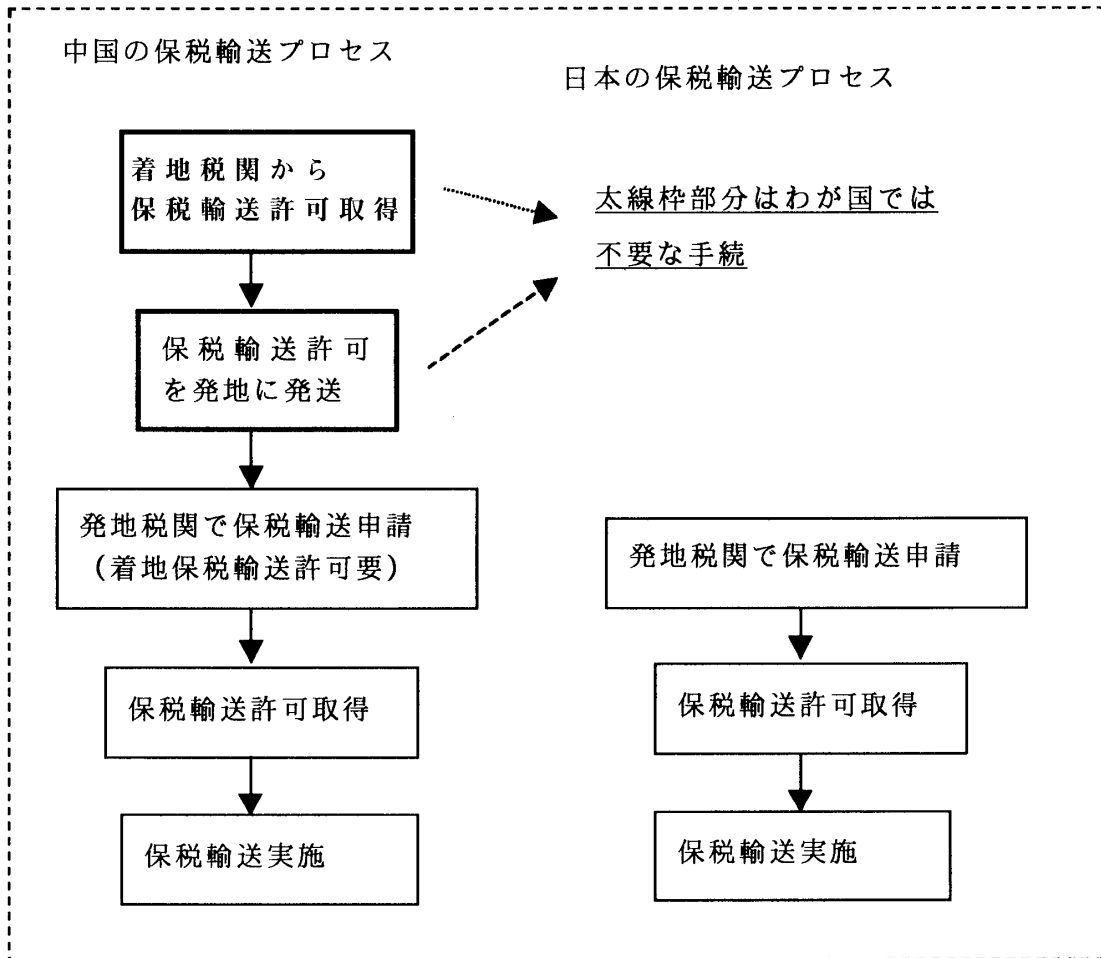 中国の保税輸送プロセス
日本の保税輸送プロセス
着地税関から
保税輸送許可取得
太線枠部分はわが国では
不要な手続
保税輸送許可
を発地に発送
発地税関で保税輸送申請
（着地保税輸送許可要）
発地税関で保税輸送申請
保税輸送許可取得
保税輸送許可取得
保税輸送実施
保税輸送実施